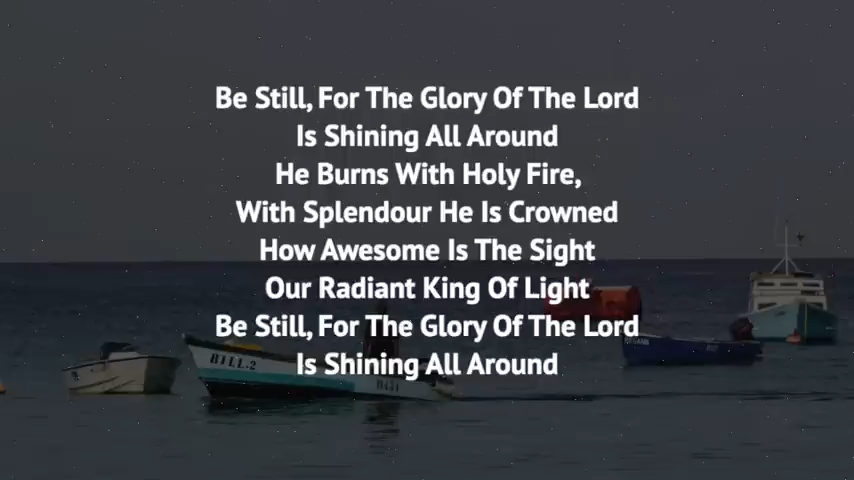 Be Still, For The Glory Of The Lord
Is Shining All Around
He Burns With Holy Fire,
With Splendour He Is Crowned
How Awesome Is The Sight
Our Radiant King Of Light
Be Still, For The Glory Of The Lord
Is Shining All Around
BILL-2